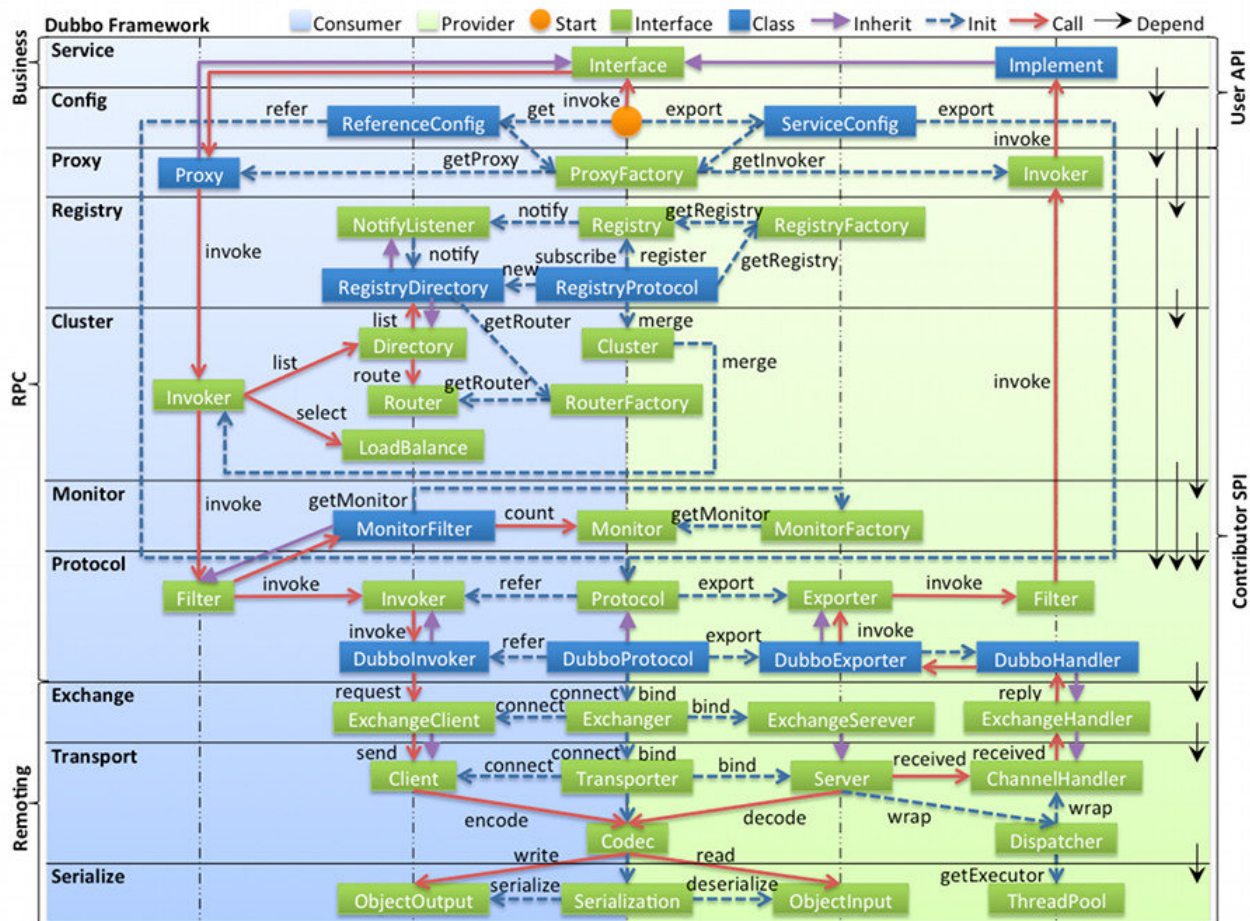 Dubbo Framework
Consumer
Provider
Start
Interface
Class
Inherit
Init
Call
Depend
Business
Service
Interface
Implement
User API
Config
refer
ReferenceConfig
get
invoke
export
ServiceConfig
export
invoke
Proxy
Proxy
getProxy
ProxyFactory
getInvoker
Invoker
Registry
NotifyListener
notify
Registry
getRegistry
RegistryFactory
invoke
notify
subscribe
register
getRegistry
RegistryDirectory
new
RegistryProtocol
RPC
Cluster
list
getRouter
merge
Directory
Cluster
list
merge
route
getRouter
invoke
Invoker
Router
RouterFactory
select
LoadBalance
Contributor SPI
Monitor
invoke
getMonitor
MonitorFilter
count
Monitor
getMonitor
MonitorFactory
Protocol
Filter
invoke
Invoker
refer
Protocol
export
Exporter
invoke
Filter
invoke
refer
export
invoke
DubboInvoker
DubboProtocol
DubboExporter
DubboHandler
Remoting
Exchange
request
connect
bind
reply
ExchangeClient
connect
Exchanger
bind
ExchangeSerever
ExchangeHandler
Transport
send
connect
bind
received
Client
connect
Transporter
bind
Server
received
ChannelHandler
encode
decode
wrap
wrap
Codec
Dispatcher
write
read
getExecutor
Serialize
serialize
deserialize
ObjectOutput
Serialization
ObjectInput
ThreadPool